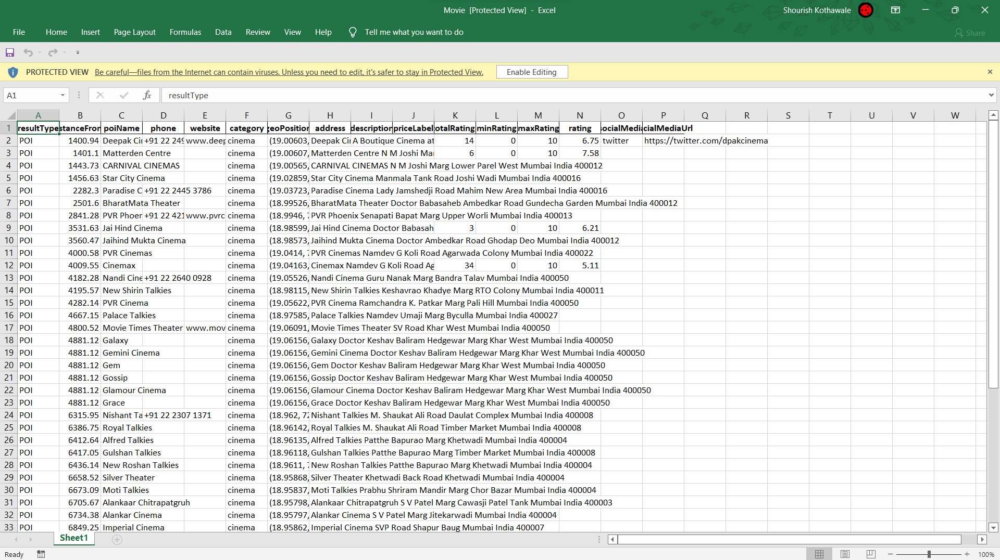 Movie [Protected View] - Excel
Shourish Kothawale
File Home Insert Page Layout Formulas Data Review View Help Tell me what you want to do Share
PROTECTED VIEW Be careful—files from the Internet can contain viruses. Unless you need to edit, it's safer to stay in Protected View. Enable Editing
A1 fx resultType
A B C D E F G H I J K L M N O P Q R S T U V W
1 resultType stanceFron poiName phone website category geoPosition address description priceLabel otalRating minRating maxRating rating socialMedia cialMediaUrl
2 POI 1400.94 Deepak Ci +91 22 249 www.deep cinema (19.00603, Deepak Ci A Boutique Cinema at 14 0 10 6.75 twitter https://twitter.com/dpakcinema
3 POI 1401.1 Matterden Centre cinema (19.00607, Matterden Centre N M Joshi Mar 6 0 10 7.58
4 POI 1443.73 CARNIVAL CINEMAS cinema (19.00565, CARNIVAL CINEMAS N M Joshi Marg Lower Parel West Mumbai India 400012
5 POI 1456.63 Star City Cinema cinema (19.02859, Star City Cinema Manmala Tank Road Joshi Wadi Mumbai India 400016
6 POI 2282.3 Paradise C +91 22 2445 3786 cinema (19.03723, Paradise Cinema Lady Jamshedji Road Mahim New Area Mumbai India 400016
7 POI 2501.6 BharatMata Theater cinema (18.99526, BharatMata Theater Doctor Babasaheb Ambedkar Road Gundecha Garden Mumbai India 400012
8 POI 2841.28 PVR Phoer +91 22 421 www.pvrc cinema (18.9946, 7 PVR Phoenix Senapati Bapat Marg Upper Worli Mumbai India 400013
9 POI 3531.63 Jai Hind Cinema cinema (18.98599, Jai Hind Cinema Doctor Babasah 3 0 10 6.21
10 POI 3560.47 Jaihind Mukta Cinema cinema (18.98573, Jaihind Mukta Cinema Doctor Ambedkar Road Ghodap Deo Mumbai India 400012
11 POI 4000.58 PVR Cinemas cinema (19.0414, 7 PVR Cinemas Namdev G Koli Road Agarwada Colony Mumbai India 400022
12 POI 4009.55 Cinemax cinema (19.04163, Cinemax Namdev G Koli Road Ag 34 0 10 5.11
13 POI 4182.28 Nandi Cine +91 22 2640 0928 cinema (19.05526, Nandi Cinema Guru Nanak Marg Bandra Talav Mumbai India 400050
14 POI 4195.57 New Shirin Talkies cinema (18.98115, New Shirin Talkies Keshavrao Khadye Marg RTO Colony Mumbai India 400011
15 POI 4282.14 PVR Cinema cinema (19.05622, PVR Cinema Ramchandra K. Patkar Marg Pali Hill Mumbai India 400050
16 POI 4667.15 Palace Talkies cinema (18.97585, Palace Talkies Namdev Umaji Marg Byculla Mumbai India 400027
17 POI 4800.52 Movie Times Theater www.mov cinema (19.06091, Movie Times Theater SV Road Khar West Mumbai India 400050
18 POI 4881.12 Galaxy cinema (19.06156, Galaxy Doctor Keshav Baliram Hedgewar Marg Khar West Mumbai India 400050
19 POI 4881.12 Gemini Cinema cinema (19.06156, Gemini Cinema Doctor Keshav Baliram Hedgewar Marg Khar West Mumbai India 400050
20 POI 4881.12 Gem cinema (19.06156, Gem Doctor Keshav Baliram Hedgewar Marg Khar West Mumbai India 400050
21 POI 4881.12 Gossip cinema (19.06156, Gossip Doctor Keshav Baliram Hedgewar Marg Khar West Mumbai India 400050
22 POI 4881.12 Glamour Cinema cinema (19.06156, Glamour Cinema Doctor Keshav Baliram Hedgewar Marg Khar West Mumbai India 400050
23 POI 4881.12 Grace cinema (19.06156, Grace Doctor Keshav Baliram Hedgewar Marg Khar West Mumbai India 400050
24 POI 6315.95 Nishant Ta +91 22 2307 1371 cinema (18.962, 72 Nishant Talkies M. Shaukat Ali Road Daulat Complex Mumbai India 400008
25 POI 6386.75 Royal Talkies cinema (18.96142, Royal Talkies M. Shaukat Ali Road Timber Market Mumbai India 400008
26 POI 6412.64 Alfred Talkies cinema (18.96135, Alfred Talkies Patthe Bapurao Marg Khetwadi Mumbai India 400004
27 POI 6417.05 Gulshan Talkies cinema (18.96118, Gulshan Talkies Patthe Bapurao Marg Timber Market Mumbai India 400008
28 POI 6436.14 New Roshan Talkies cinema (18.9611, 7 New Roshan Talkies Patthe Bapurao Marg Khetwadi Mumbai India 400004
29 POI 6658.52 Silver Theater cinema (18.95868, Silver Theater Khetwadi Back Road Khetwadi Mumbai India 400004
30 POI 6673.09 Moti Talkies cinema (18.95837, Moti Talkies Prabhu Shriram Mandir Marg Chor Bazar Mumbai India 400004
31 POI 6705.67 Alankaar Chitrapatgruh cinema (18.95798, Alankaar Chitrapatgruh S V Patel Marg Cawasji Patel Tank Mumbai India 400003
32 POI 6734.38 Alankar Cinema cinema (18.95797, Alankar Cinema S V Patel Marg Jitekarwadi Mumbai India 400004
33 POI 6849.25 Imperial Cinema cinema (18.95862, Imperial Cinema SVP Road Shapur Baug Mumbai India 400007
Sheet1
Ready 100%